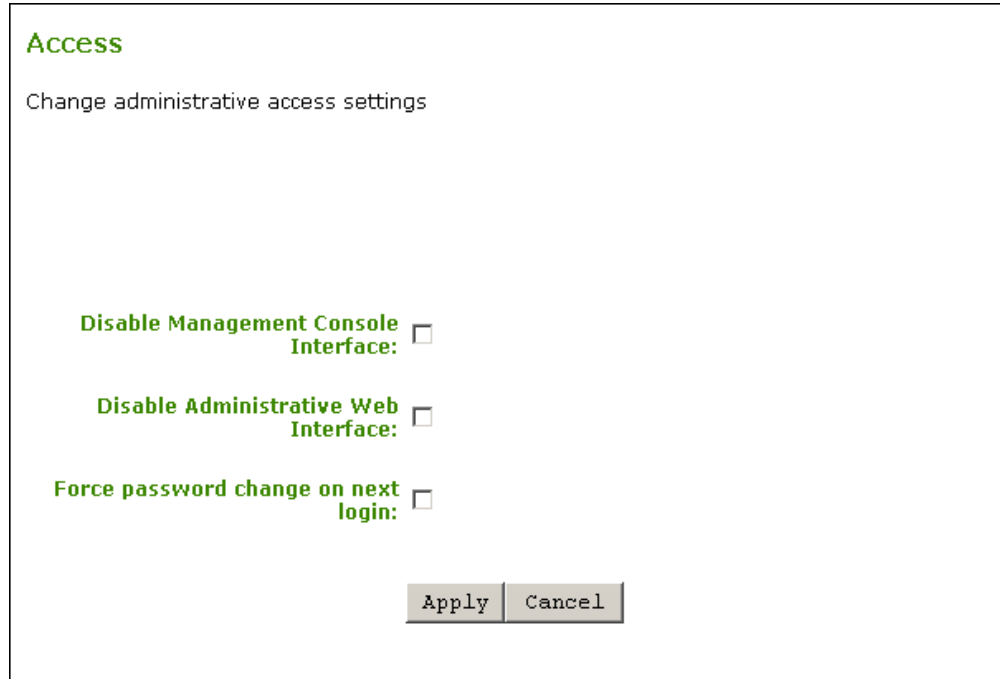 Access
Change administrative access settings
Disable Management Console
Interface:
Disable Administrative Web
Interface:
Force password change on next
login:
Apply Cancel